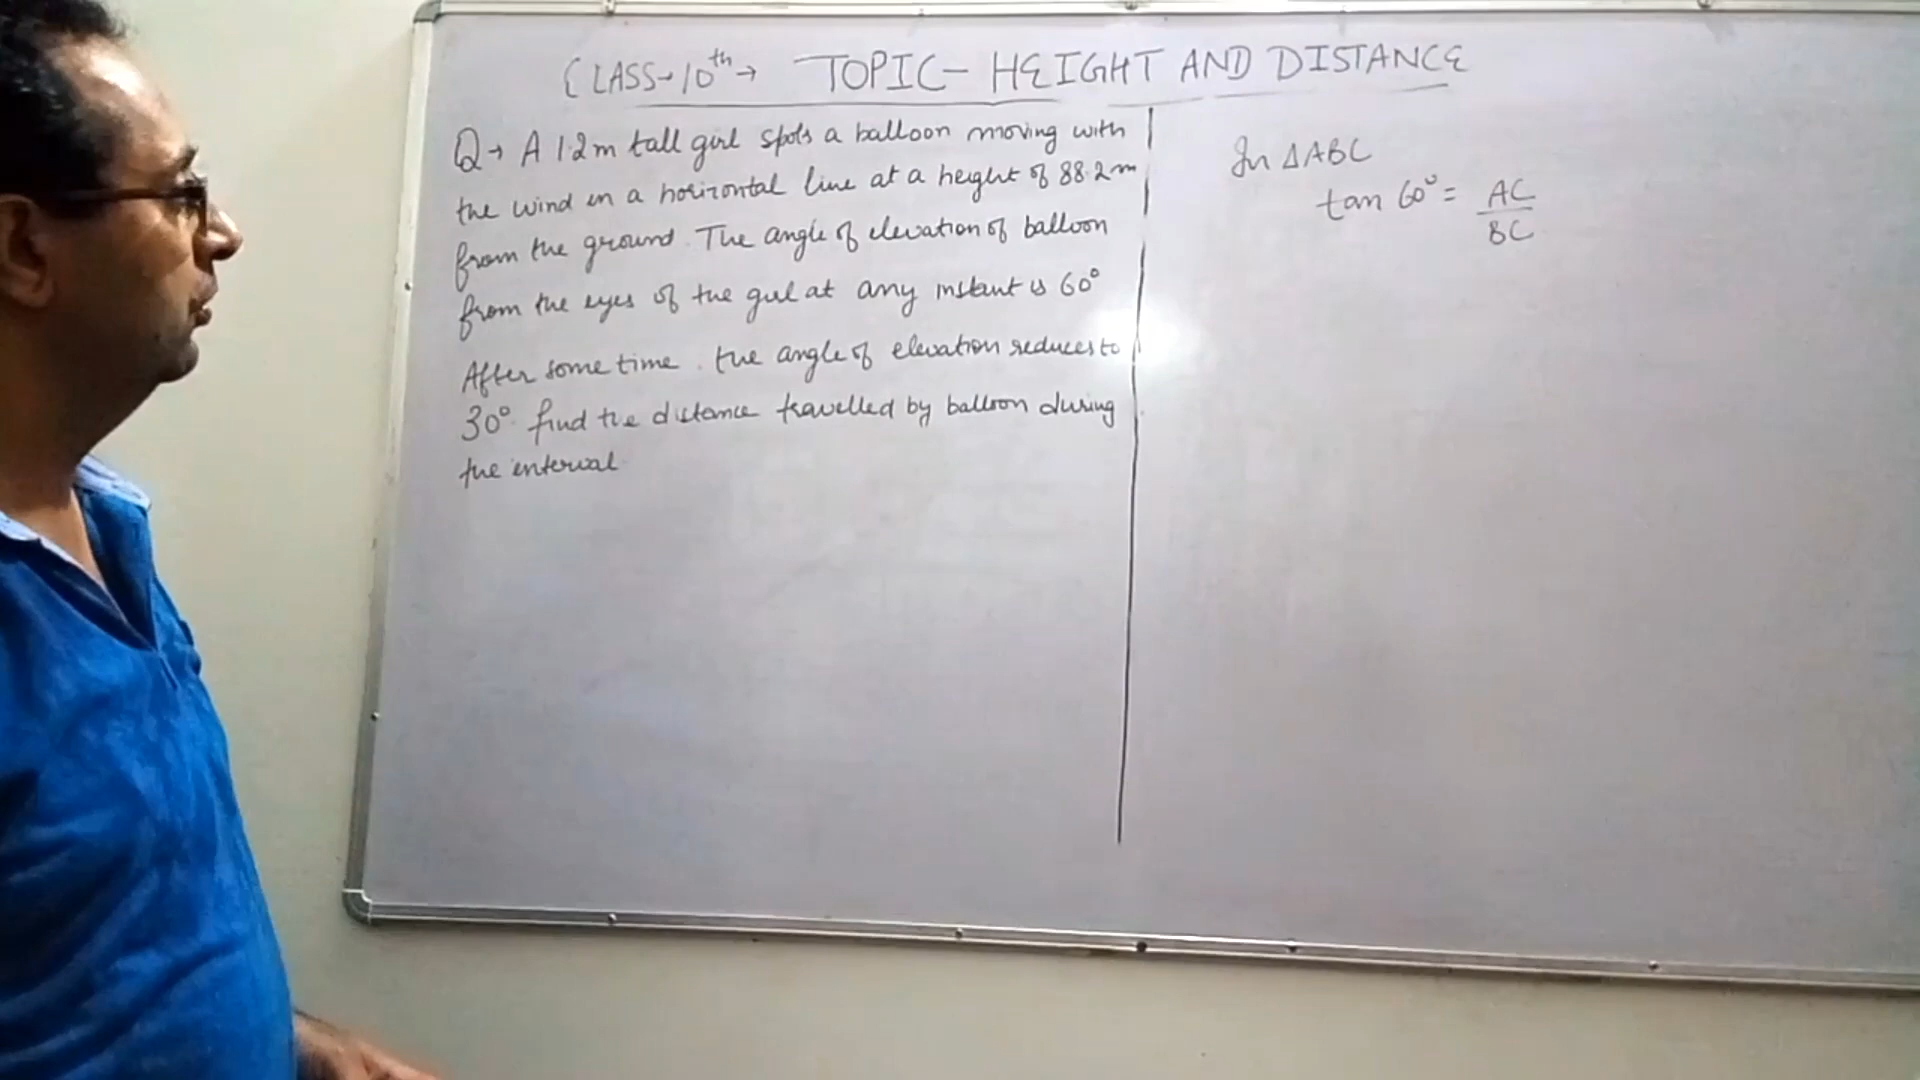 CLASS→10th→ TOPIC- HEIGHT AND DISTANCE
Q→ A 1.2m tall girl spots a balloon moving with
the wind in a horizontal line at a height of 88.2m
from the ground. The angle of elevation of balloon
from the eyes of the girl at any instant is 60°
After some time. the angle of elevation reduces to
30°. find the distance travelled by balloon during
the interval.
In △ABC
tan 60° = AC
BC